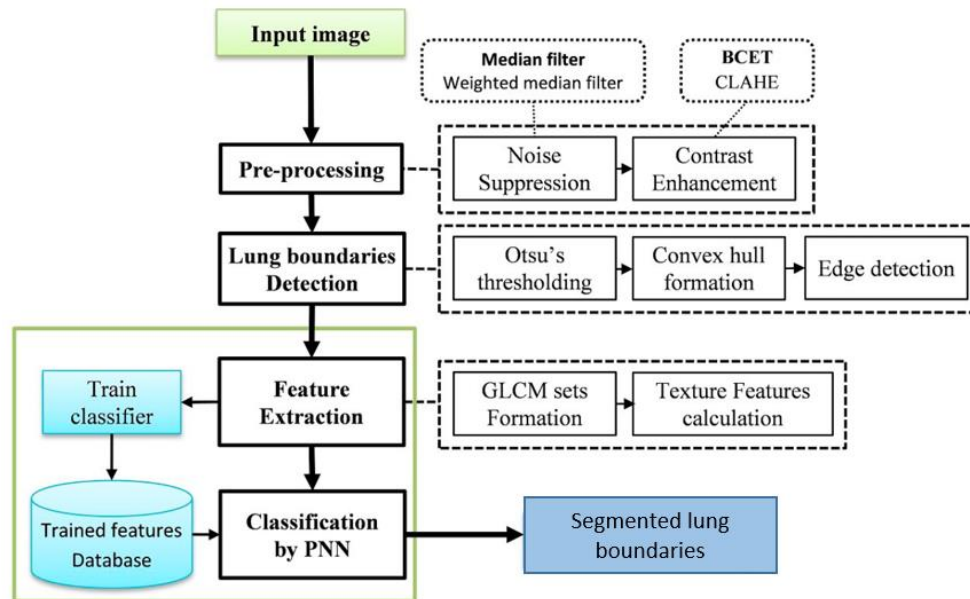 Input image
Median filter
Weighted median filter
BCET
CLAHE
Pre-processing
Noise
Suppression
Contrast
Enhancement
Lung boundaries
Detection
Otsu's
thresholding
Convex hull
formation
Edge detection
Train
classifier
Feature
Extraction
GLCM sets
Formation
Texture Features
calculation
Trained features
Database
Classification
by PNN
Segmented lung
boundaries